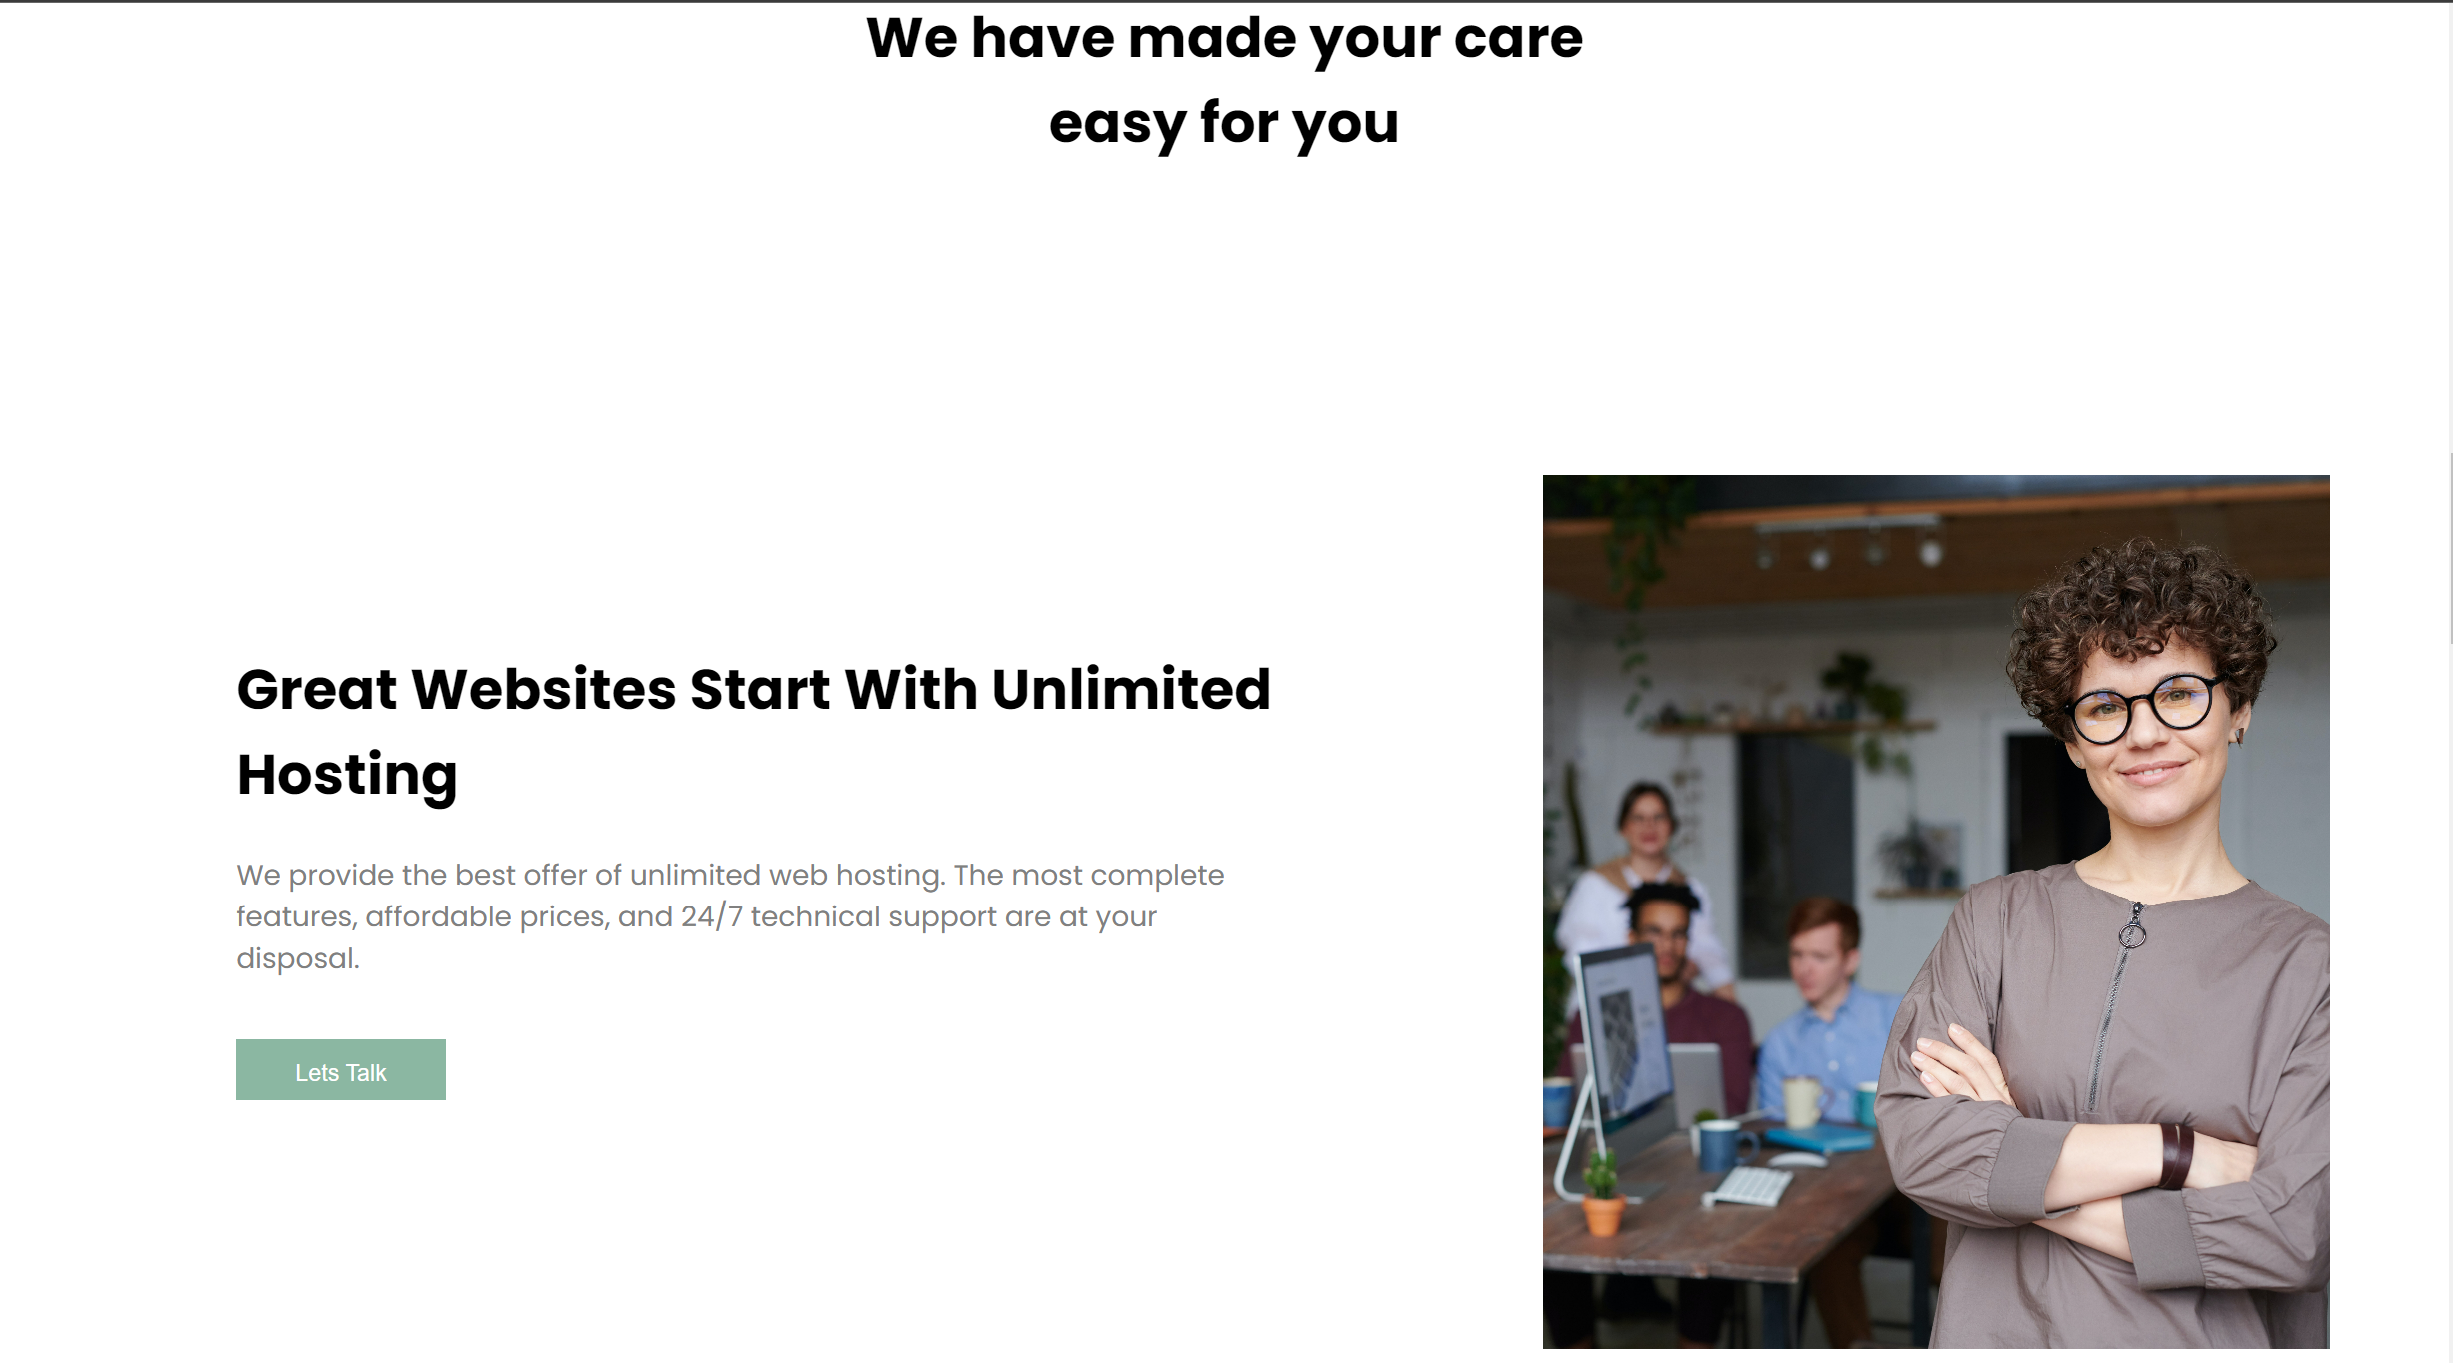 We have made your care
easy for you
Great Websites Start With Unlimited
Hosting
We provide the best offer of unlimited web hosting. The most complete
features, affordable prices, and 24/7 technical support are at your
disposal.
Lets Talk